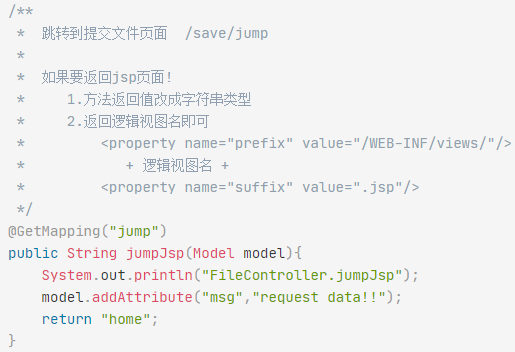 /**
 *  跳转到提交文件页面  /save/jump
 *
 *  如果要返回jsp页面!
 *     1.方法返回值改成字符串类型
 *     2.返回逻辑视图名即可
 *         <property name="prefix" value="/WEB-INF/views/"/>
 *            + 逻辑视图名 +
 *         <property name="suffix" value=".jsp"/>
 */
@GetMapping("jump")
public String jumpJsp(Model model){
    System.out.println("FileController.jumpJsp");
    model.addAttribute("msg","request data!!");
    return "home";
}